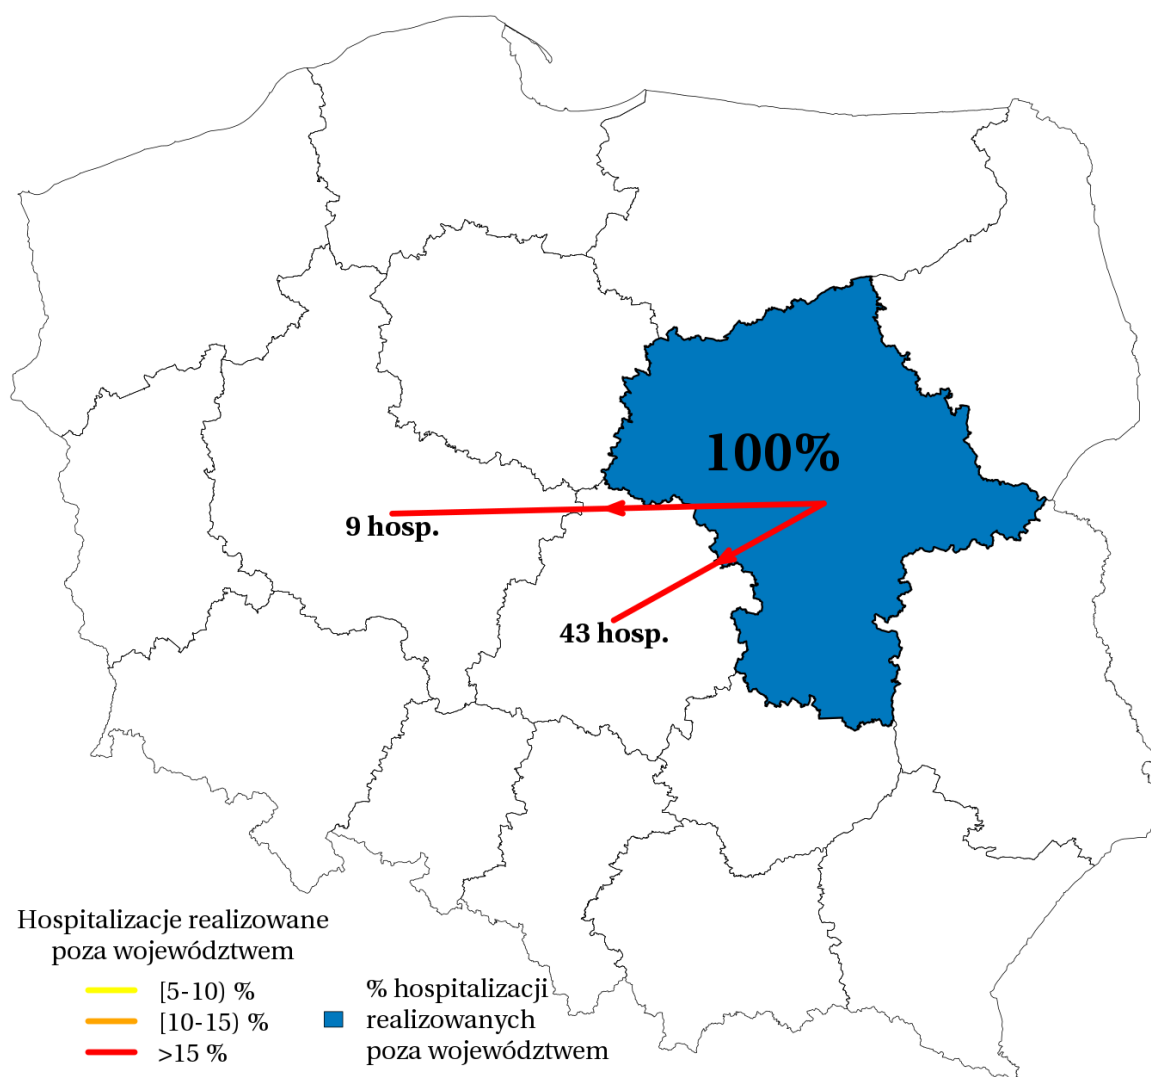 100%
9 hosp.
43 hosp.
Hospitalizacje realizowane
poza województwem
[5-10) %
[10-15) %
>15 %
% hospitalizacji
realizowanych
poza województwem